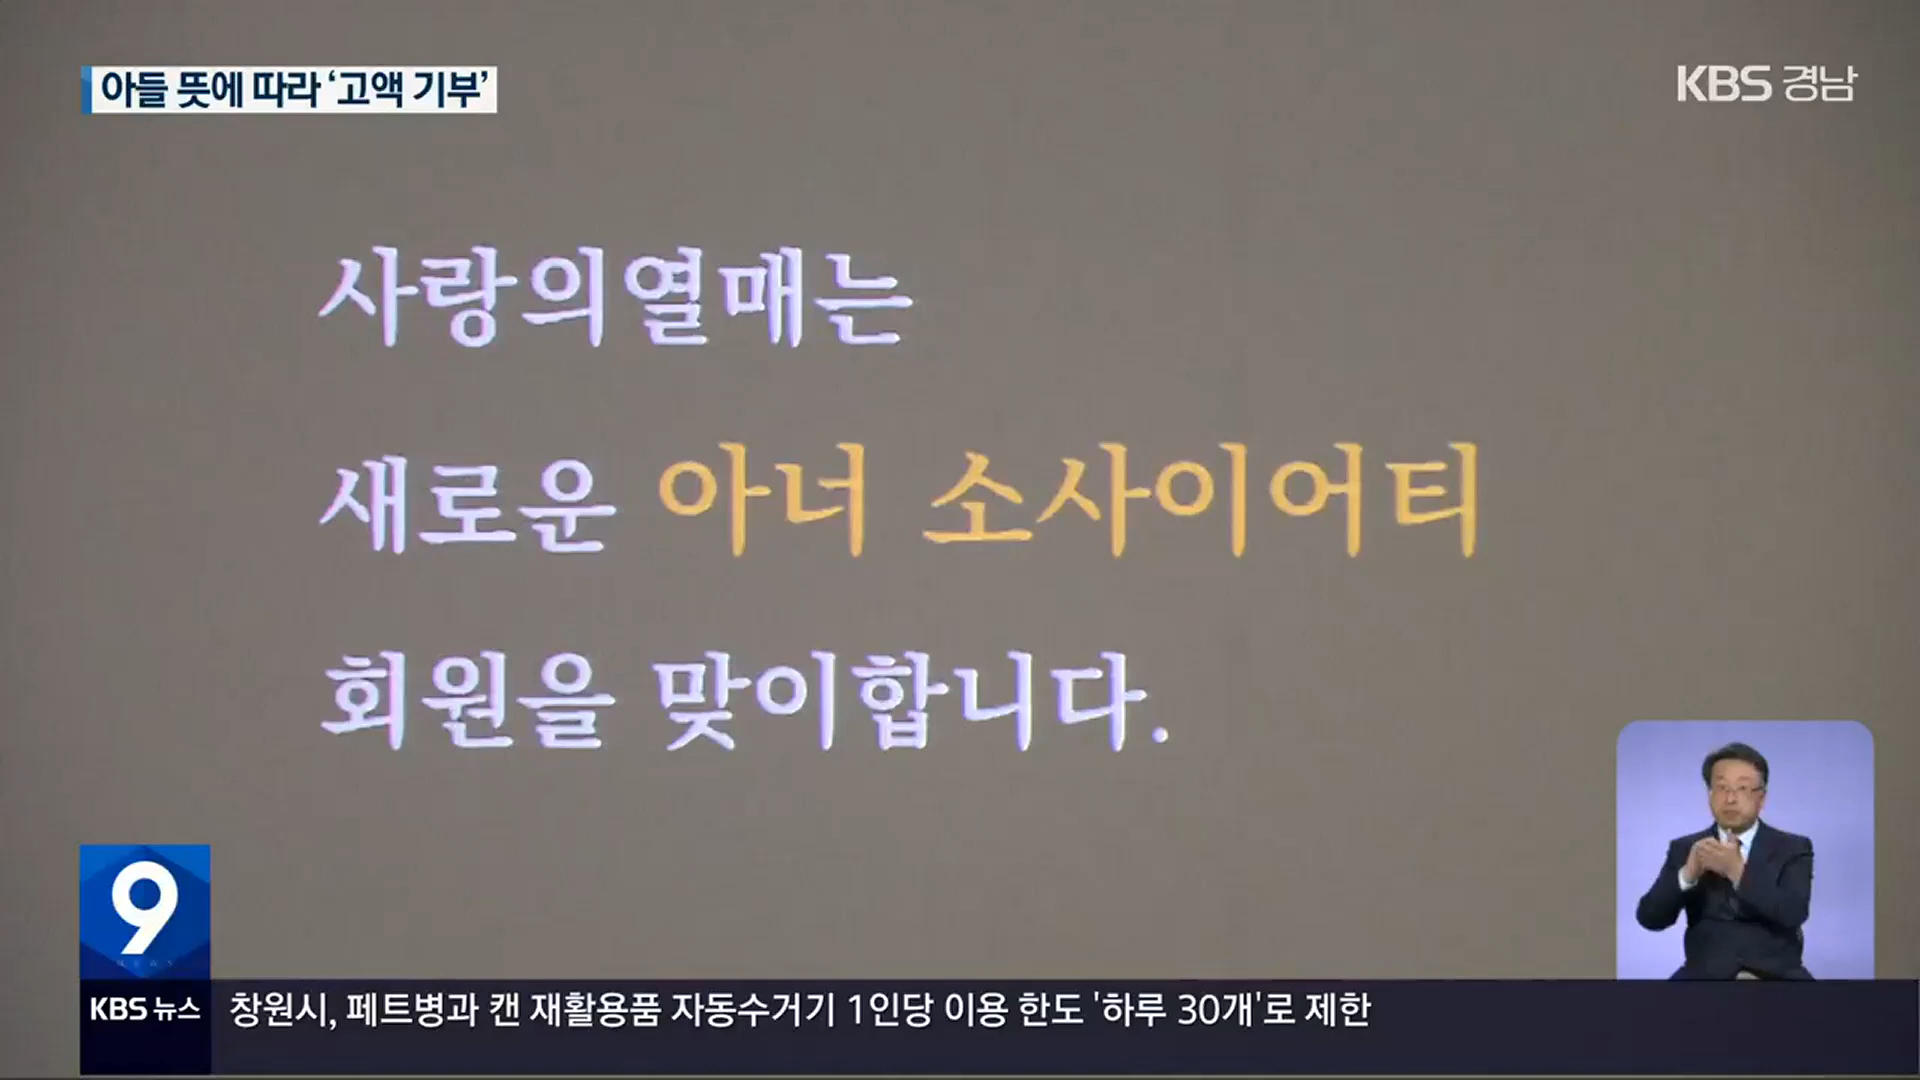 아들 뜻에 따라 ‘고액 기부’
KBS 경남
사랑의열매는
새로운 아너 소사이어티
회원을 맞이합니다.
9
NEWS
KBS 뉴스
창원시, 페트병과 캔 재활용품 자동수거기 1인당 이용 한도 '하루 30개'로 제한